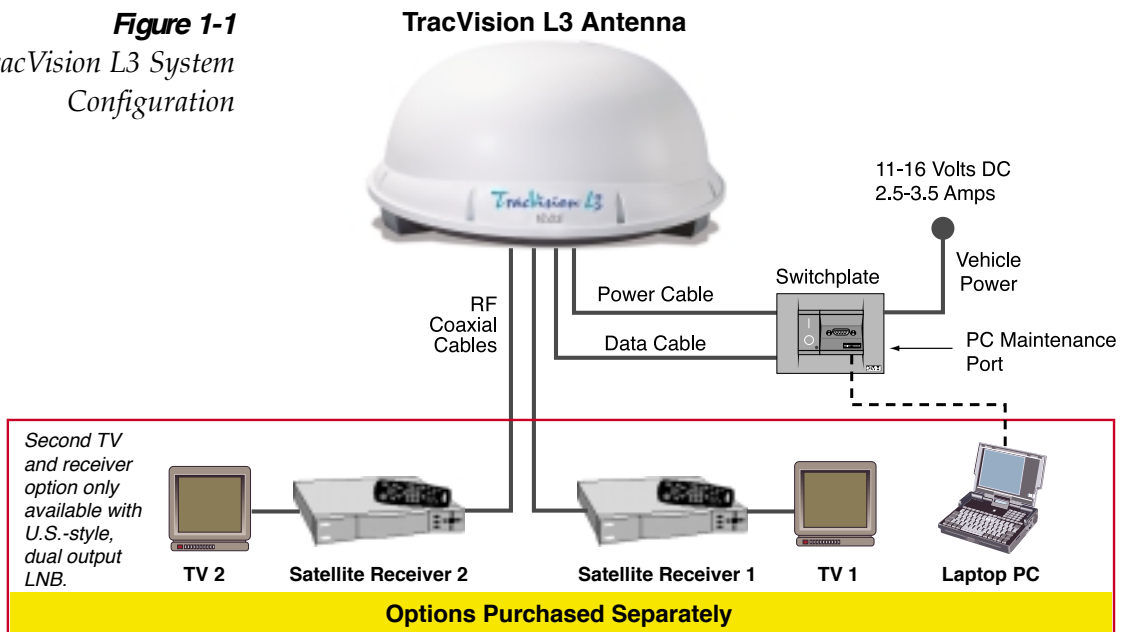 Figure 1-1
acVision L3 System
Configuration
TracVision L3 Antenna
TracVision L3
11-16 Volts DC
2.5-3.5 Amps
Vehicle
Power
Switchplate
RF
Coaxial
Cables
Power Cable
Data Cable
PC Maintenance
Port
Second TV
and receiver
option only
available with
U.S.-style,
dual output
LNB.
TV 2
Satellite Receiver 2
Satellite Receiver 1
TV 1
Laptop PC
Options Purchased Separately